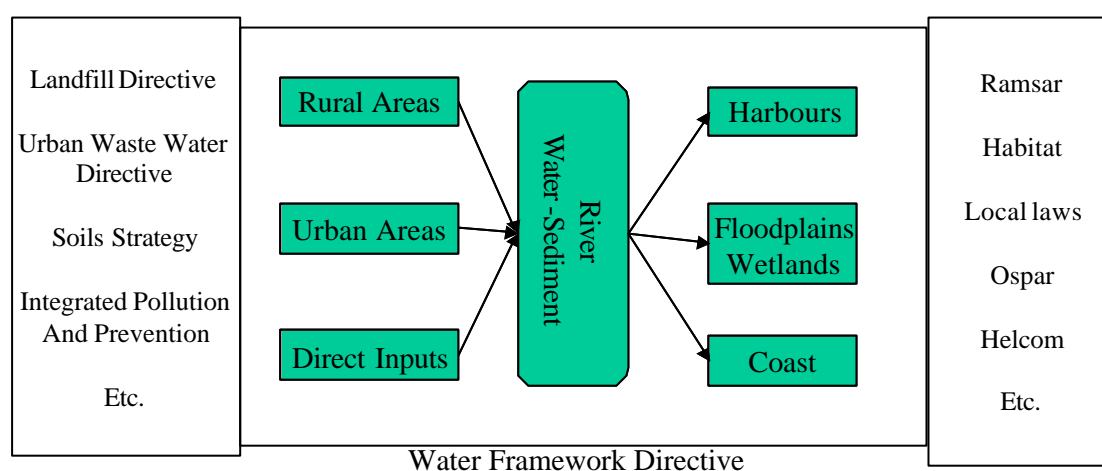 Landfill Directive
Urban Waste Water
Directive
Soils Strategy
Integrated Pollution
And Prevention
Etc.
Rural Areas
Urban Areas
Direct Inputs
River
Water-Sediment
Harbours
Floodplains
Wetlands
Coast
Ramsar
Habitat
Local laws
Ospar
Helcom
Etc.
Water Framework Directive